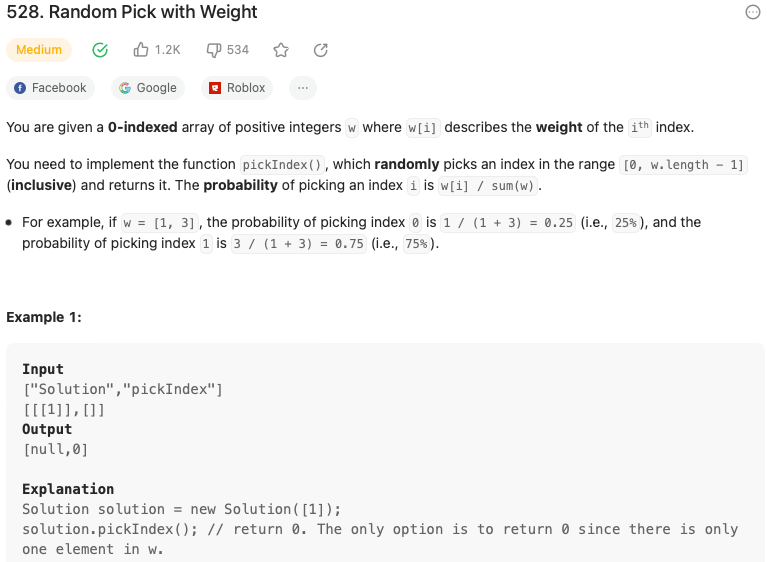 528. Random Pick with Weight
Medium 1.2K 534
Facebook Google Roblox ...
You are given a 0-indexed array of positive integers w where w[i] describes the weight of the ith index.
You need to implement the function pickIndex(), which randomly picks an index in the range [0, w.length - 1]
(inclusive) and returns it. The probability of picking an index i is w[i] / sum(w).
• For example, if w = [1, 3], the probability of picking index 0 is 1 / (1 + 3) = 0.25 (i.e., 25%), and the
probability of picking index 1 is 3 / (1 + 3) = 0.75 (i.e., 75%).
Example 1:
Input
["Solution","pickIndex"]
[[[1]],[]]
Output
[null,0]
Explanation
Solution solution = new Solution([1]);
solution.pickIndex(); // return 0. The only option is to return 0 since there is only
one element in w.